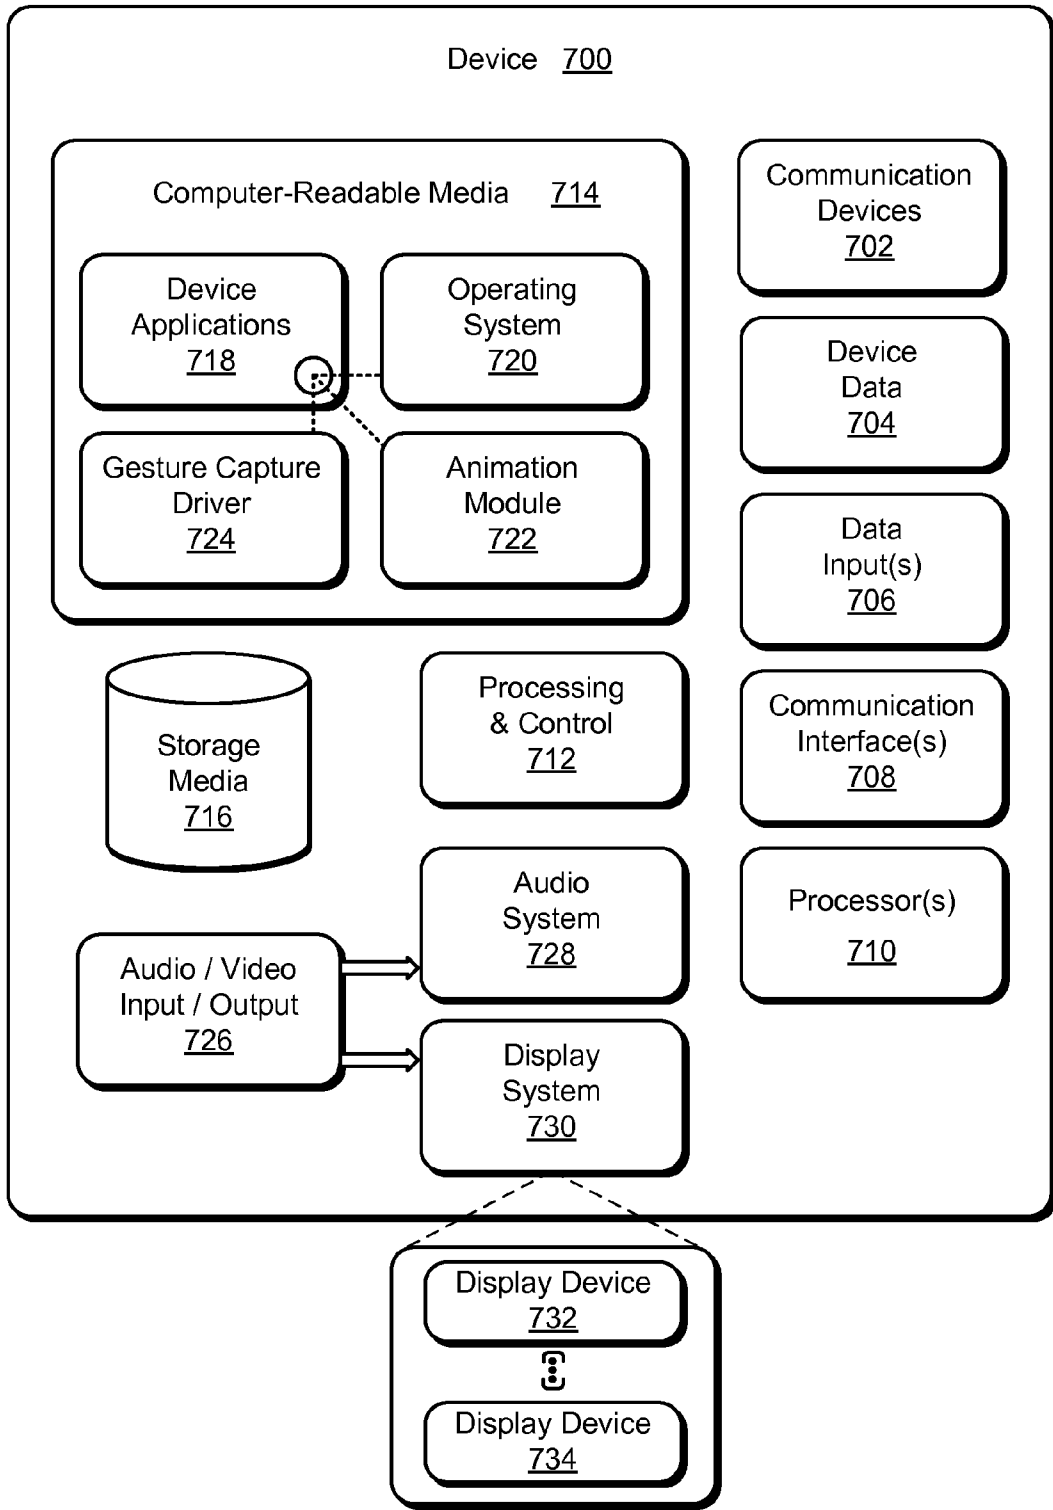 Device 700
Computer-Readable Media 714
Device
Applications
718
Operating
System
720
Gesture Capture
Driver
724
Animation
Module
722
Communication
Devices
702
Device
Data
704
Data
Input(s)
706
Communication
Interface(s)
708
Processor(s)
710
Storage
Media
716
Processing
& Control
712
Audio / Video
Input / Output
726
Audio
System
728
Display
System
730
Display Device
732
Display Device
734